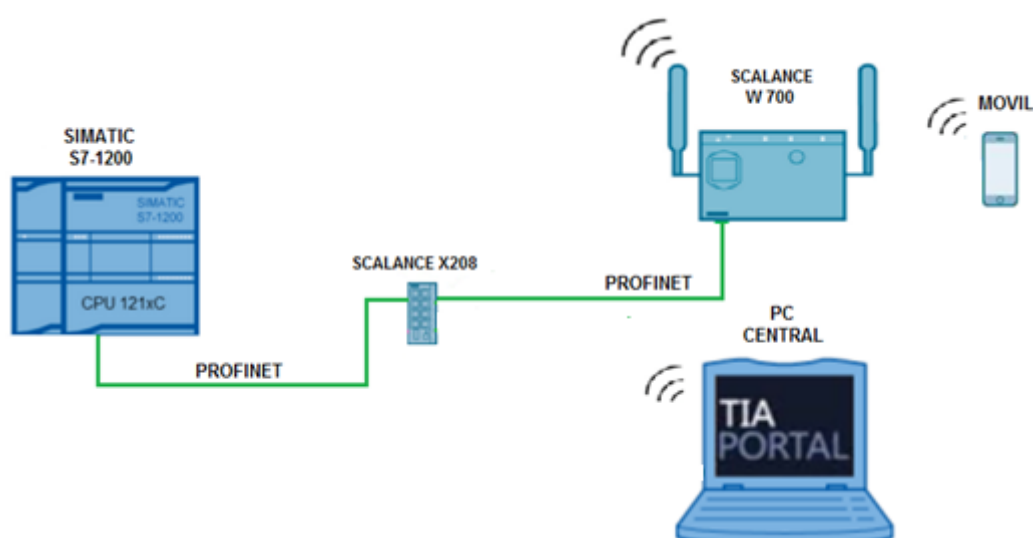 SCALANCE
W 700
MOVIL
SIMATIC
S7-1200
SIMATIC
S7-1200
CPU 121xC
SCALANCE X208
PROFINET
PROFINET
PC
CENTRAL
TIA
PORTAL